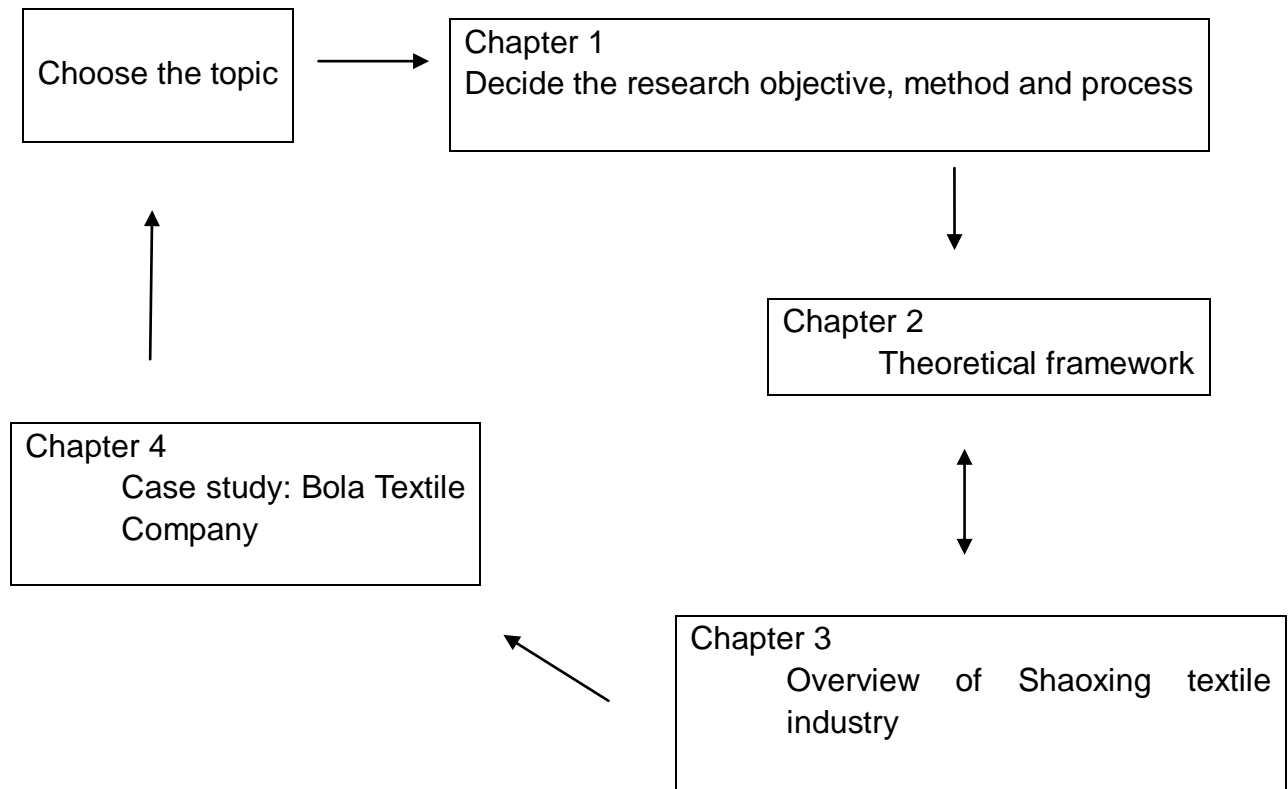 Choose the topic
Chapter 1
Decide the research objective, method and process
Chapter 2
Theoretical framework
Chapter 4
Case study: Bola Textile
Company
Chapter 3
Overview of Shaoxing textile
industry